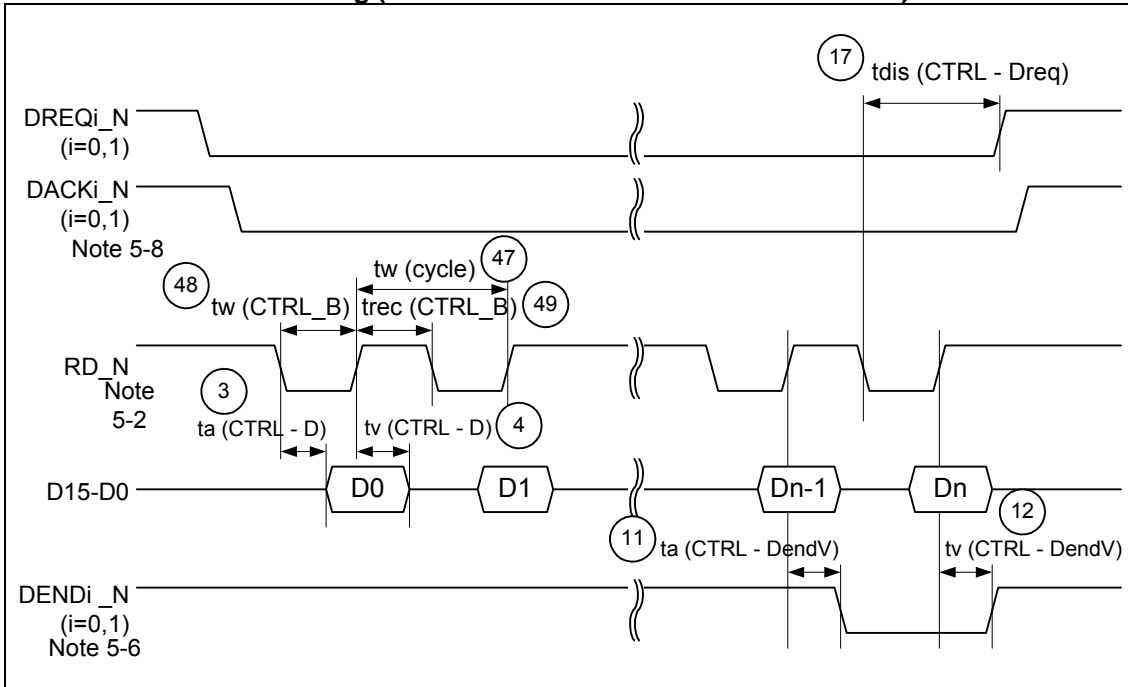 17
tdis (CTRL - Dreq)
DREQi_N
(i=0,1)
DACKi_N
(i=0,1)
Note 5-8
48
tw (cycle)
47
tw (CTRL_B)
trec (CTRL_B)
49
RD_N
Note
5-2
3
ta (CTRL - D)
tv (CTRL - D)
4
D15-D0
D0
D1
Dn-1
Dn
11
ta (CTRL - DendV)
12
tv (CTRL - DendV)
DENDi _N
(i=0,1)
Note 5-6